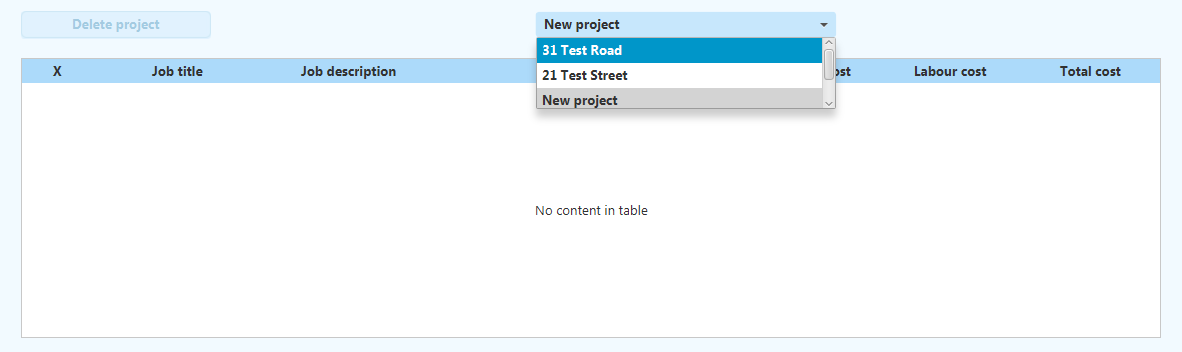 Delete project
New project
31 Test Road
21 Test Street
New project
X Job title Job description ost Labour cost Total cost
No content in table